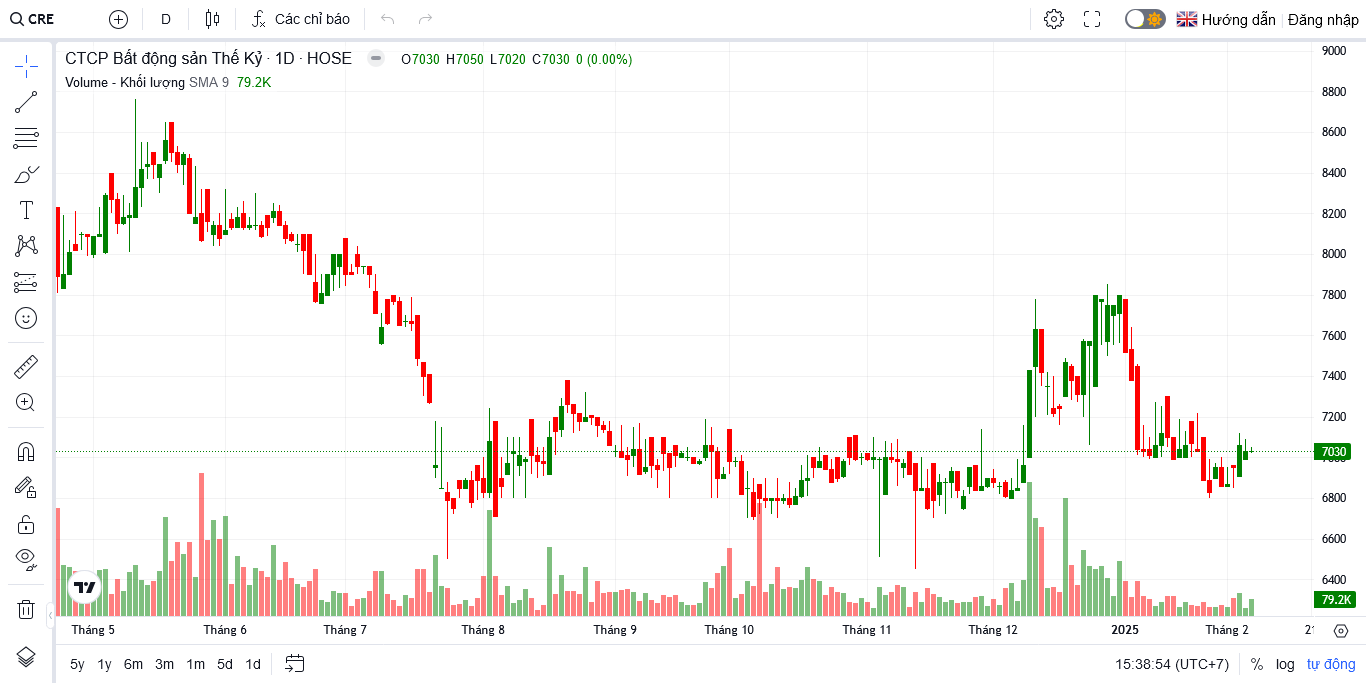 CRE D Các chỉ báo Hướng dẫn Đăng nhập
CTCP Bất động sản Thế Kỷ · 1D · HOSE O7030 H7050 L7020 C7030 0 (0.00%)
Volume - Khối lượng SMA 9 79.2K
9000
8800
8600
8400
8200
8000
7800
7600
7400
7200
7030
6800
6600
6400
79.2K
Tháng 5 Tháng 6 Tháng 7 Tháng 8 Tháng 9 Tháng 10 Tháng 11 Tháng 12 2025 Tháng 2
5y 1y 6m 3m 1m 5d 1d 15:38:54 (UTC+7) % log tự động